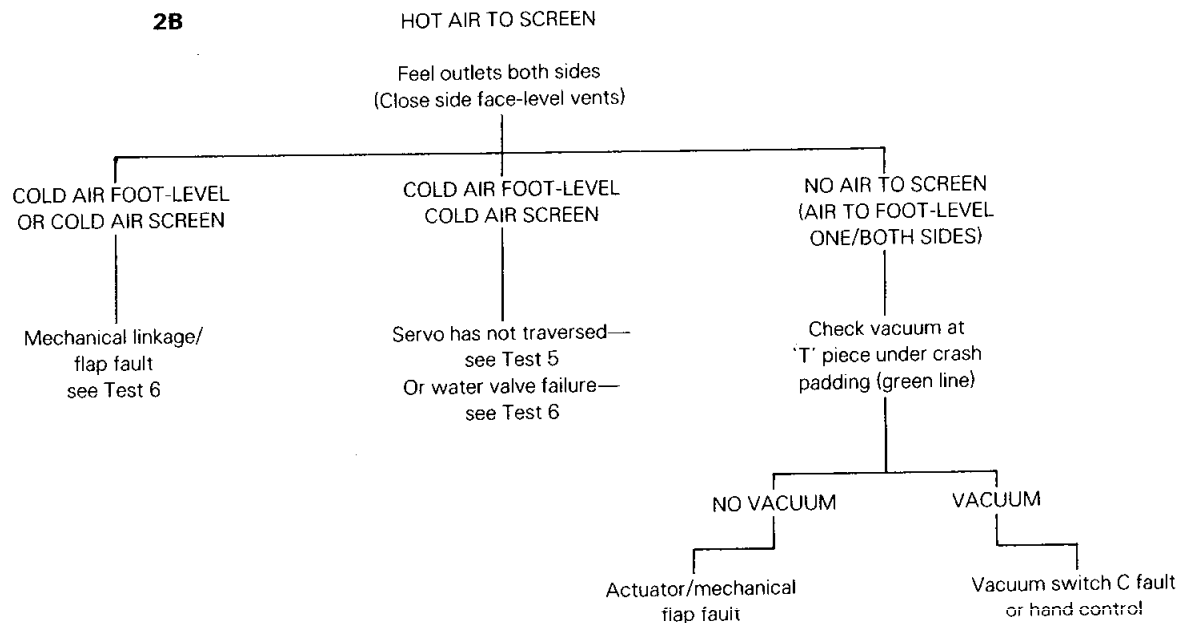 2B
HOT AIR TO SCREEN
Feel outlets both sides
(Close side face-level vents)
COLD AIR FOOT-LEVEL
OR COLD AIR SCREEN
COLD AIR FOOT-LEVEL
COLD AIR SCREEN
NO AIR TO SCREEN
(AIR TO FOOT-LEVEL
ONE/BOTH SIDES)
Mechanical linkage/
flap fault
see Test 6
Servo has not traversed—
see Test 5
Or water valve failure—
see Test 6
Check vacuum at
'T' piece under crash
padding (green line)
NO VACUUM
VACUUM
Actuator/mechanical
flap fault
Vacuum switch C fault
or hand control